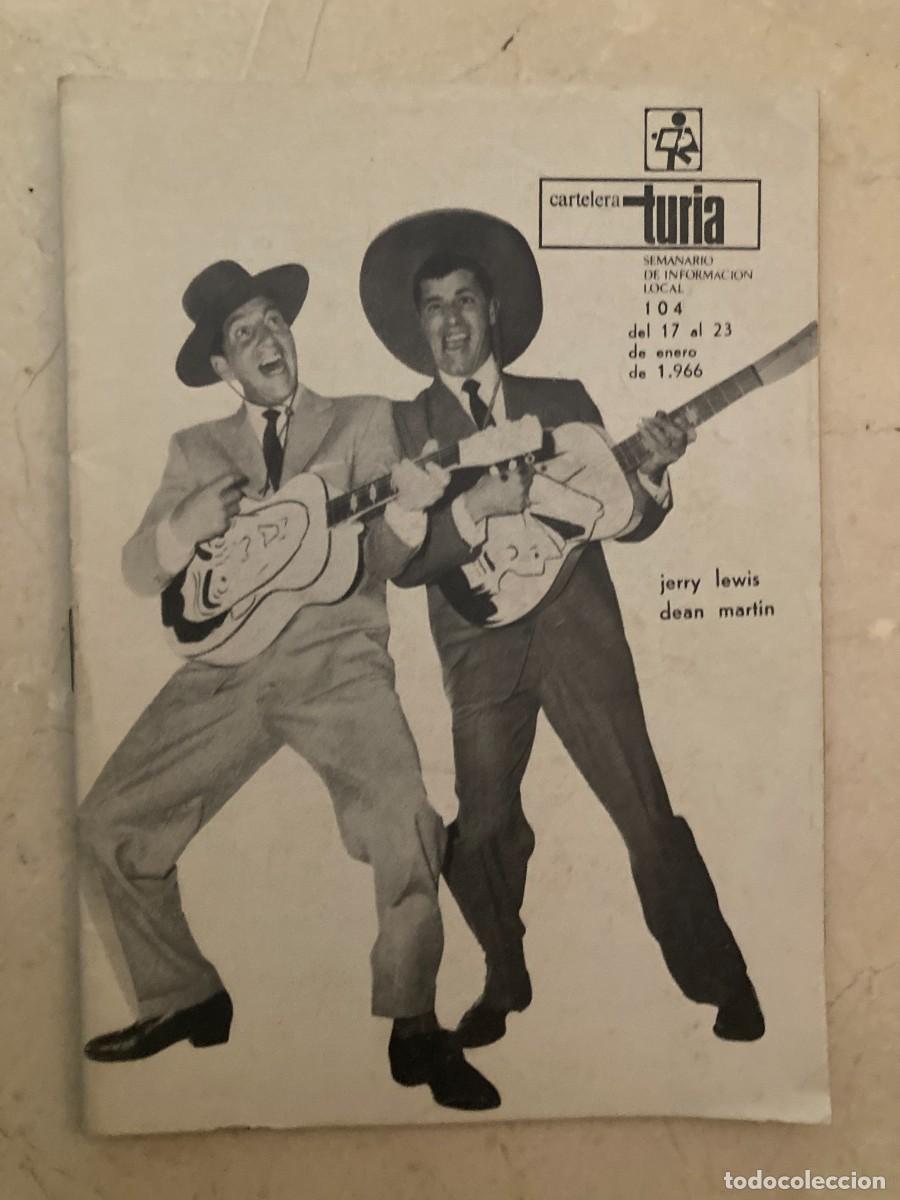 cartelera turia
SEMANARIO
DE INFORMACION
LOCAL
104
del 17 al 23
de enero
de 1.966
jerry lewis
dean martin
todocoleccion